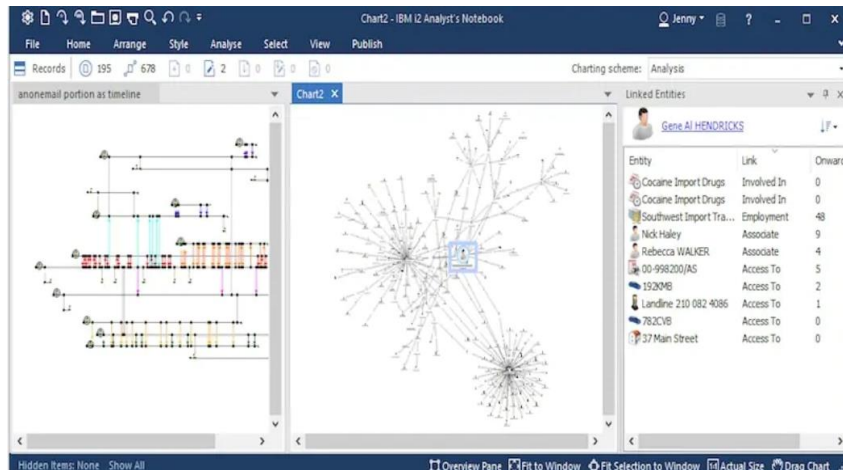 Chart2 - IBM i2 Analyst's Notebook
Jenny
?
File Home Arrange Style Analyse Select View Publish
Records 195 678 0 2 0 0 0
Charting scheme: Analysis
anonemail portion as timeline
Chart2 X
Linked Entities
Gene Al HENDRICKS
Entity Link Onward
Cocaine Import Drugs Involved In 0
Cocaine Import Drugs Involved In 0
Southwest Import Tra... Employment 48
Nick Haley Associate 9
Rebecca WALKER Associate 4
00-998200/AS Access To 5
192KMB Access To 2
Landline 210 082 4086 Access To 1
782CVB Access To 0
37 Main Street Access To 0
Hidden Items: None Show All
Overview Pane Fit to Window Fit Selection to Window Actual Size Drag Chart